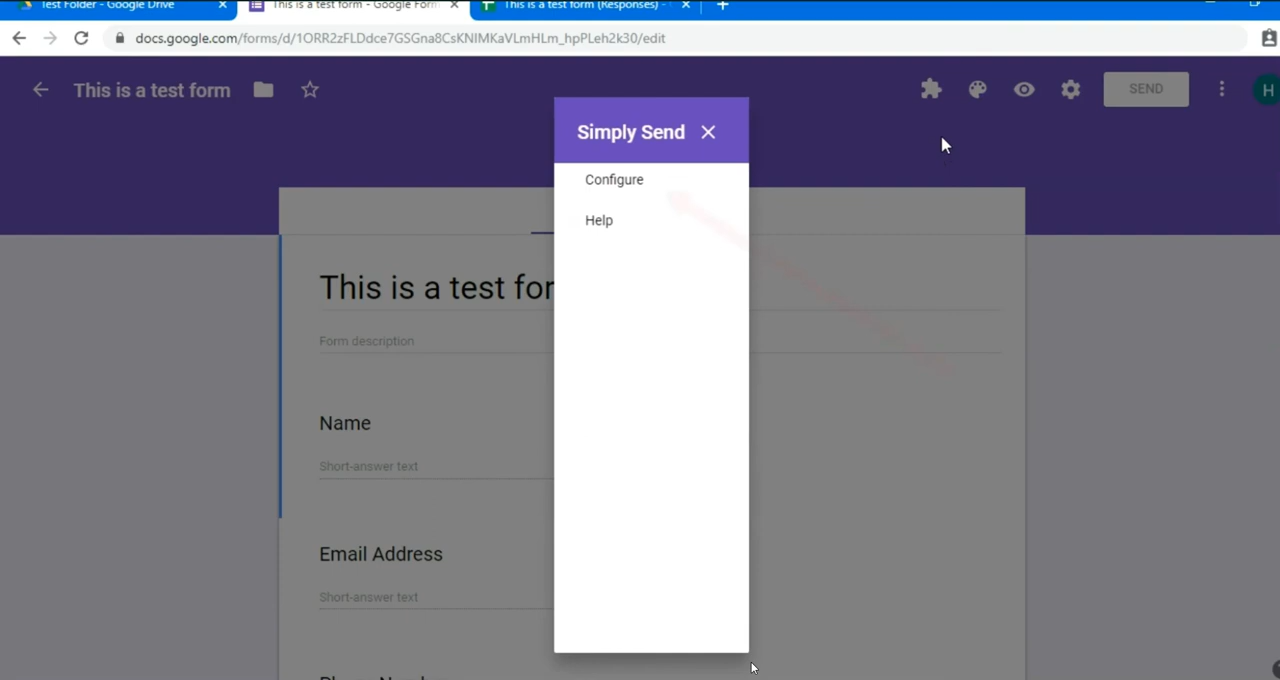 Test Folder - Google Drive
This is a test form - Google Form
This is a test form (Responses) -
docs.google.com/forms/d/1ORR2zFLDdce7GSGna8CsKNIMKaVLmHLm_hpPLeh2k30/edit
This is a test form
SEND
H
Simply Send
Configure
Help
This is a test for
Form description
Name
Short-answer text
Email Address
Short-answer text